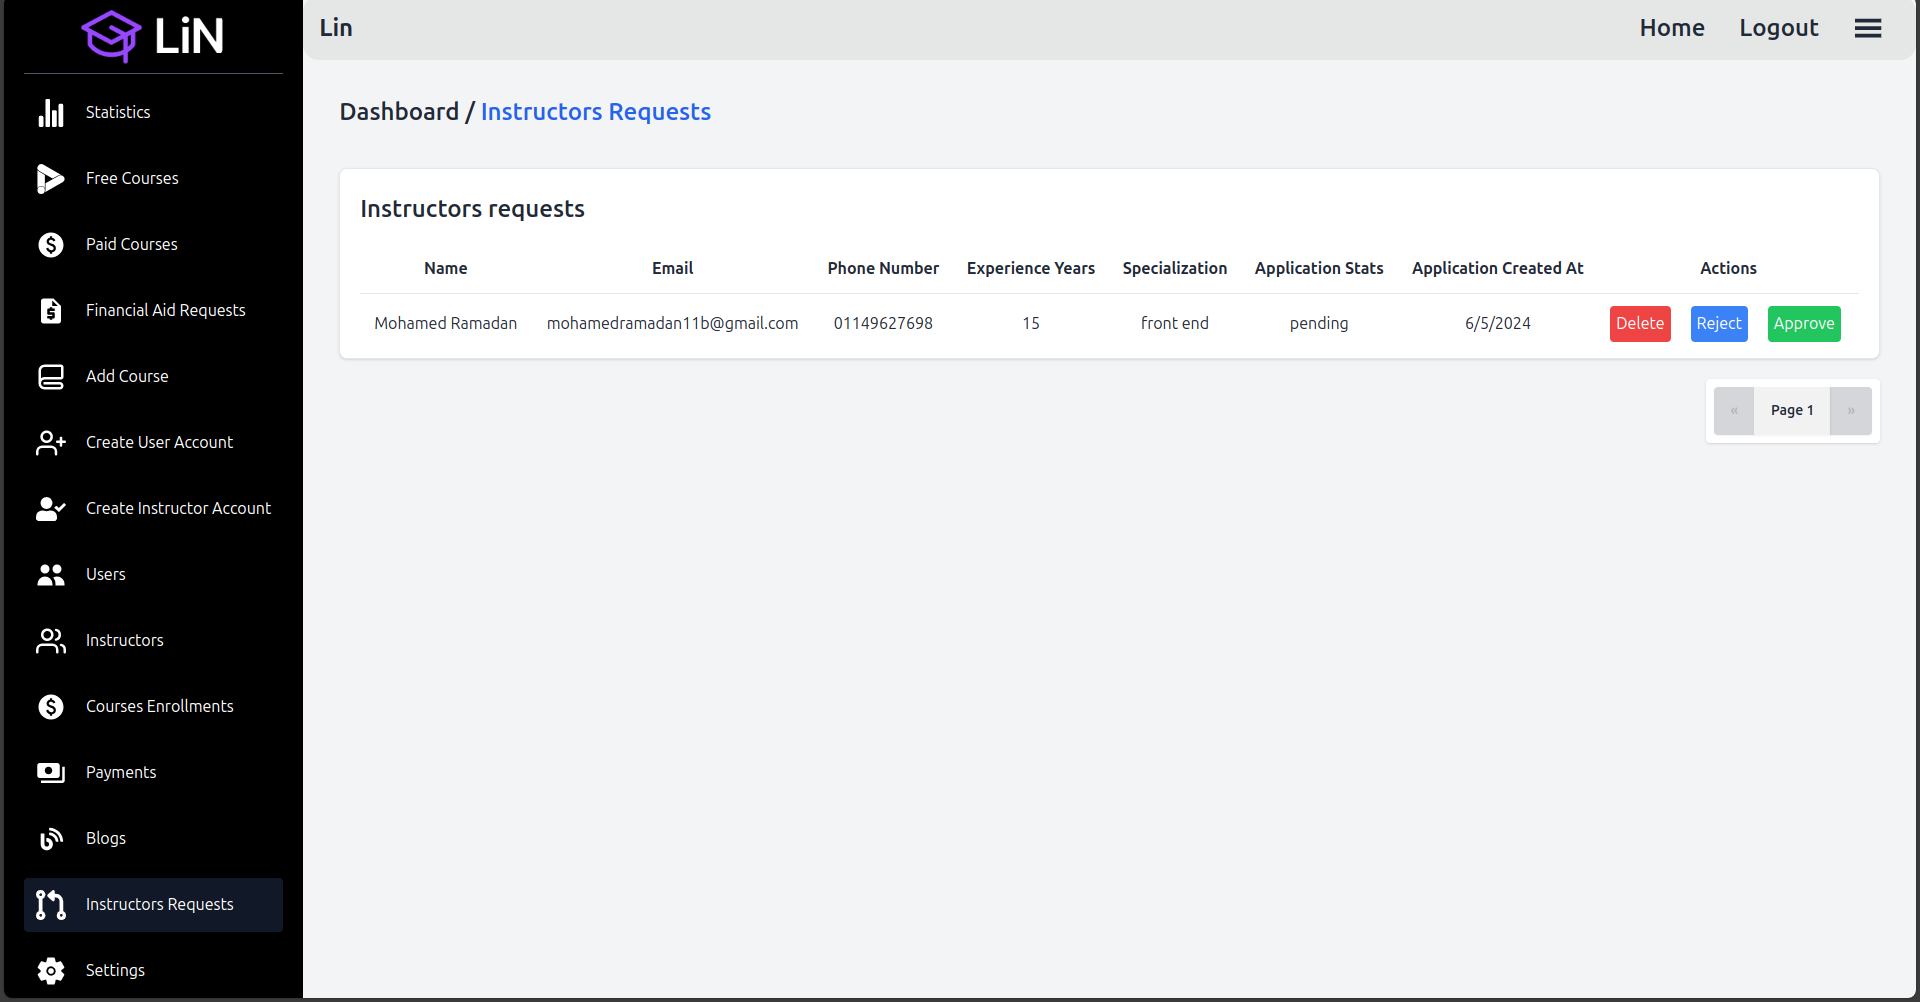 LiN
Statistics
Free Courses
Paid Courses
Financial Aid Requests
Add Course
Create User Account
Create Instructor Account
Users
Instructors
Courses Enrollments
Payments
Blogs
Instructors Requests
Settings
Lin Home Logout
Dashboard / Instructors Requests
Instructors requests
Name Email Phone Number Experience Years Specialization Application Stats Application Created At Actions
Mohamed Ramadan mohamedramadan11b@gmail.com 01149627698 15 front end pending 6/5/2024 Delete Reject Approve
« Page 1 »